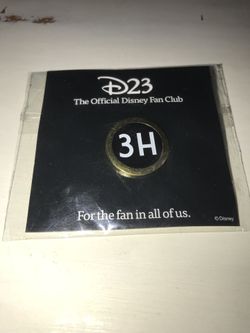 D23
The Official Disney Fan Club
3H
For the fan in all of us.
© Disney